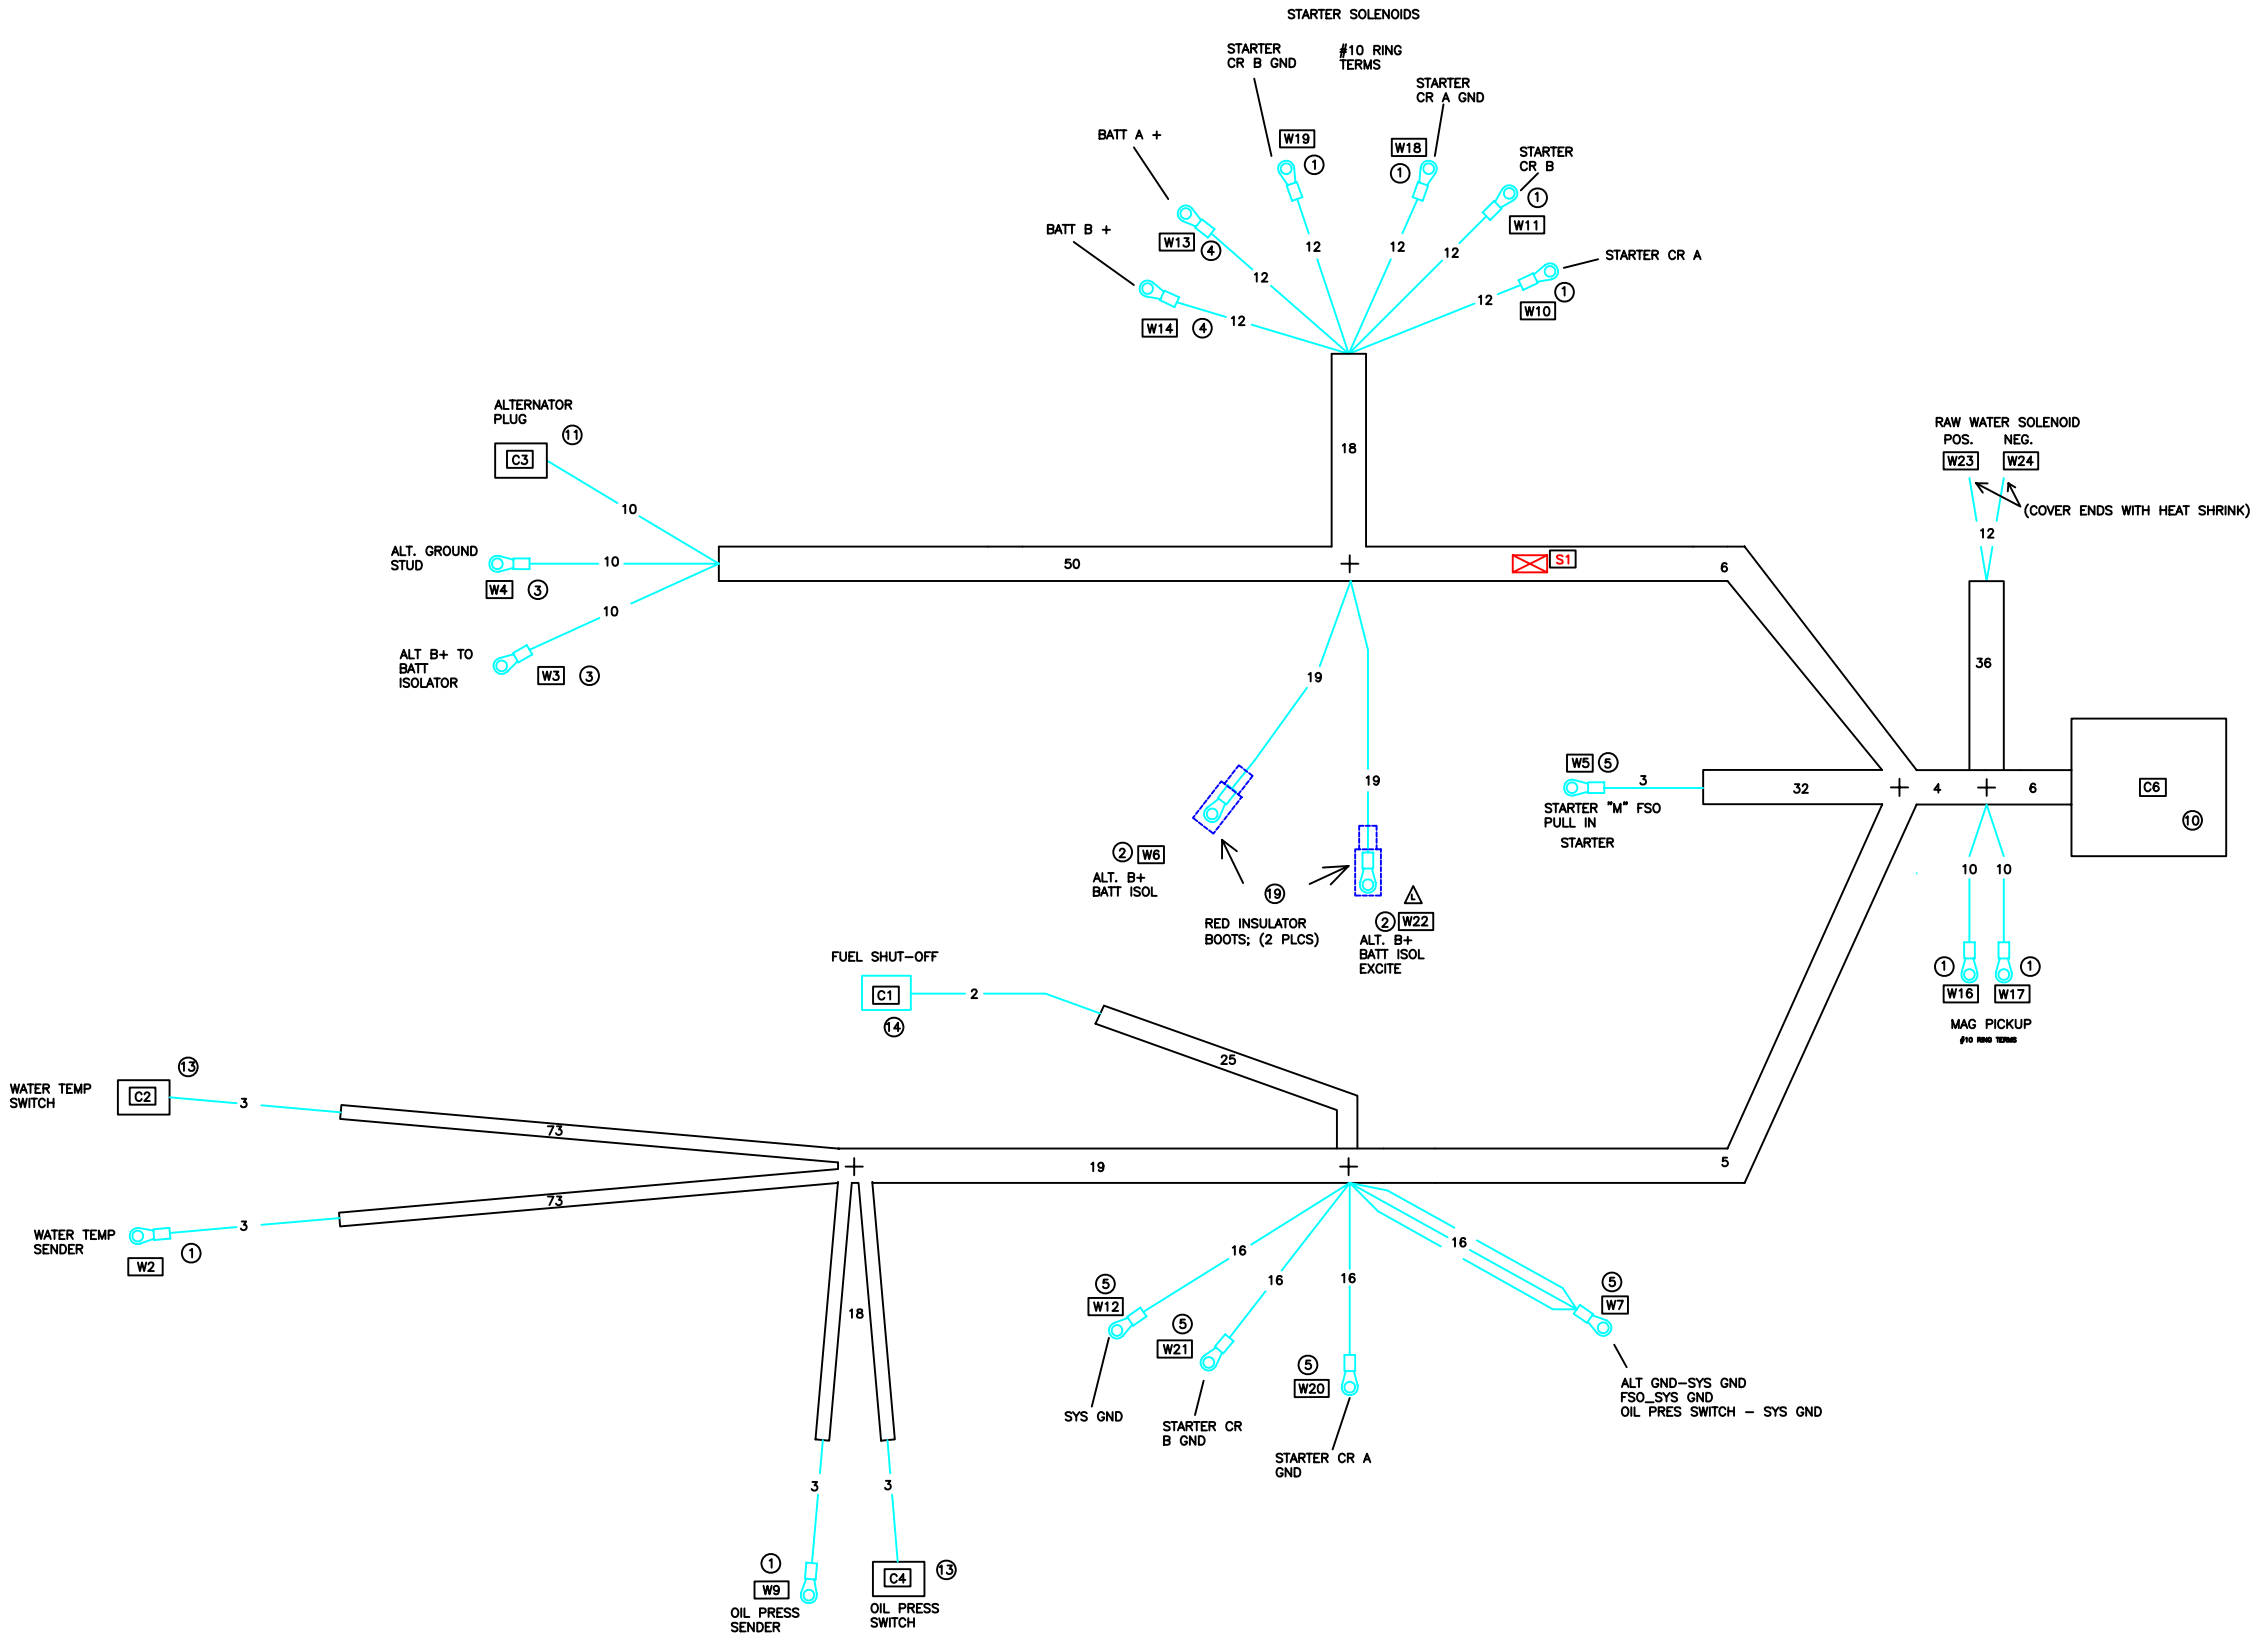 STARTER SOLENOIDS
STARTER
CR B GND
#10 RING
TERMS
STARTER
CR A GND
BATT A +
W19
1
W18
1
STARTER
CR B
1
W11
BATT B +
W13
4
12
12
12
12
STARTER CR A
1
W10
W14
4
12
12
ALTERNATOR
PLUG
11
C3
18
10
RAW WATER SOLENOID
POS.
NEG.
W23
W24
(COVER ENDS WITH HEAT SHRINK)
12
ALT. GROUND
STUD
10
W4
3
50
S1
6
10
ALT B+ TO
BATT
ISOLATOR
W3
3
19
36
W5
5
STARTER "M" FSO
PULL IN
STARTER
3
32
4
6
C6
10
19
2
W6
ALT. B+
BATT ISOL
19
RED INSULATOR
BOOTS; (2 PLCS)
L
2
W22
ALT. B+
BATT ISOL
EXCITE
10
10
1
W16
1
W17
MAG PICKUP
#10 RING TERMS
FUEL SHUT-OFF
C1
14
2
25
WATER TEMP
SWITCH
13
C2
3
73
19
5
73
WATER TEMP
SENDER
3
1
W2
18
16
16
16
16
5
W12
5
W21
5
W20
5
W7
SYS GND
STARTER CR
B GND
STARTER CR A
GND
ALT GND-SYS GND
FSO_SYS GND
OIL PRES SWITCH - SYS GND
3
3
1
W9
OIL PRESS
SENDER
C4
13
OIL PRESS
SWITCH